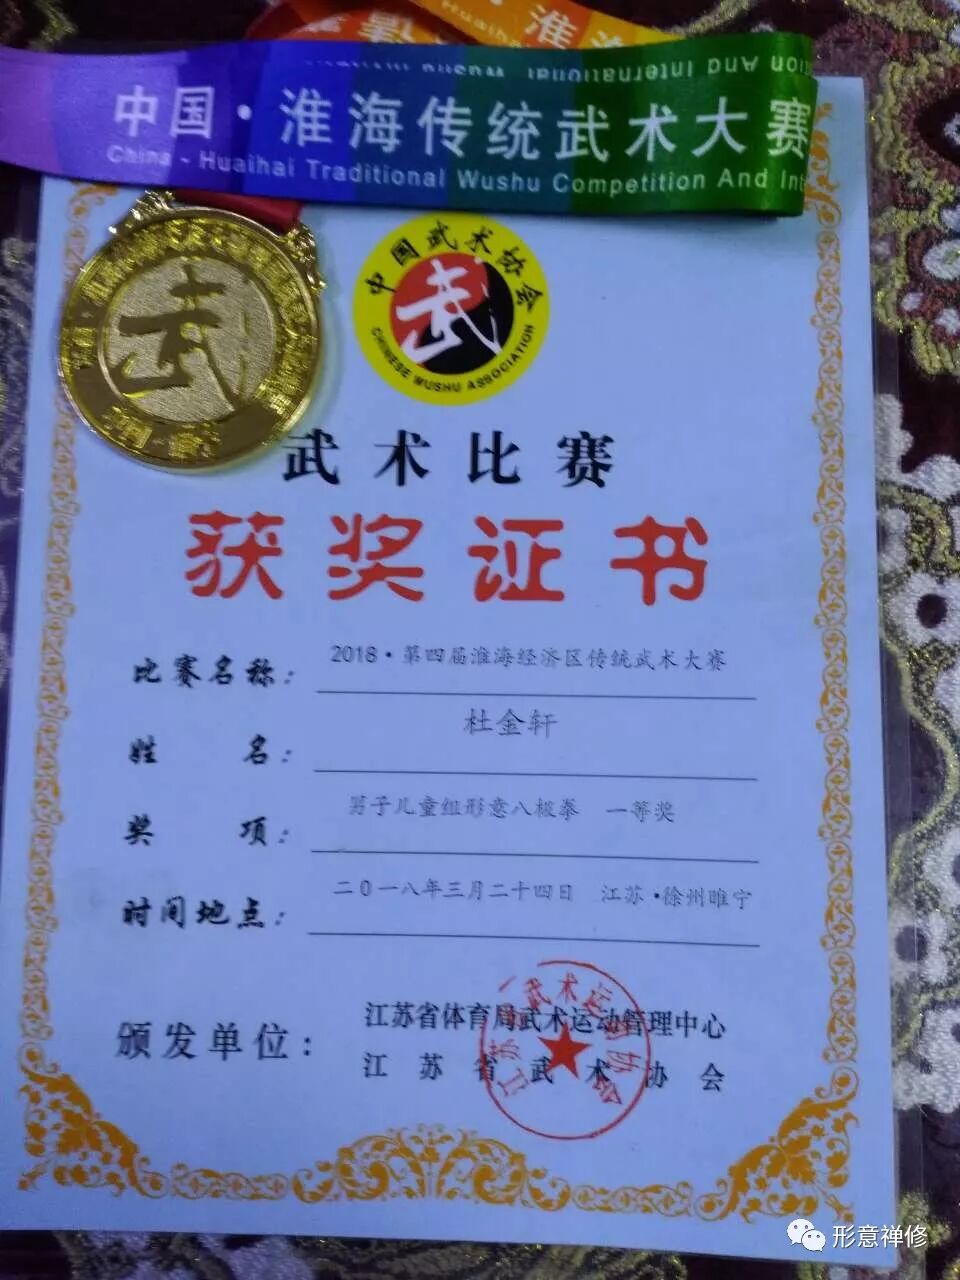 淮
中国·淮海传统武术大赛
China - Huaihai Traditional Wushu Competition And Int
武
中国武术协会
武
CHINESE WUSHU ASSOCIATION
武术比赛
获奖证书
比赛名称: 2018·第四届淮海经济区传统武术大赛
姓 名: 杜金轩
奖 项: 男子儿童组形意八极拳 一等奖
时间地点: 二0一八年三月二十四日 江苏·徐州睢宁
颁发单位: 江苏省体育局武术运动管理中心
江苏省武术协会
形意禅修